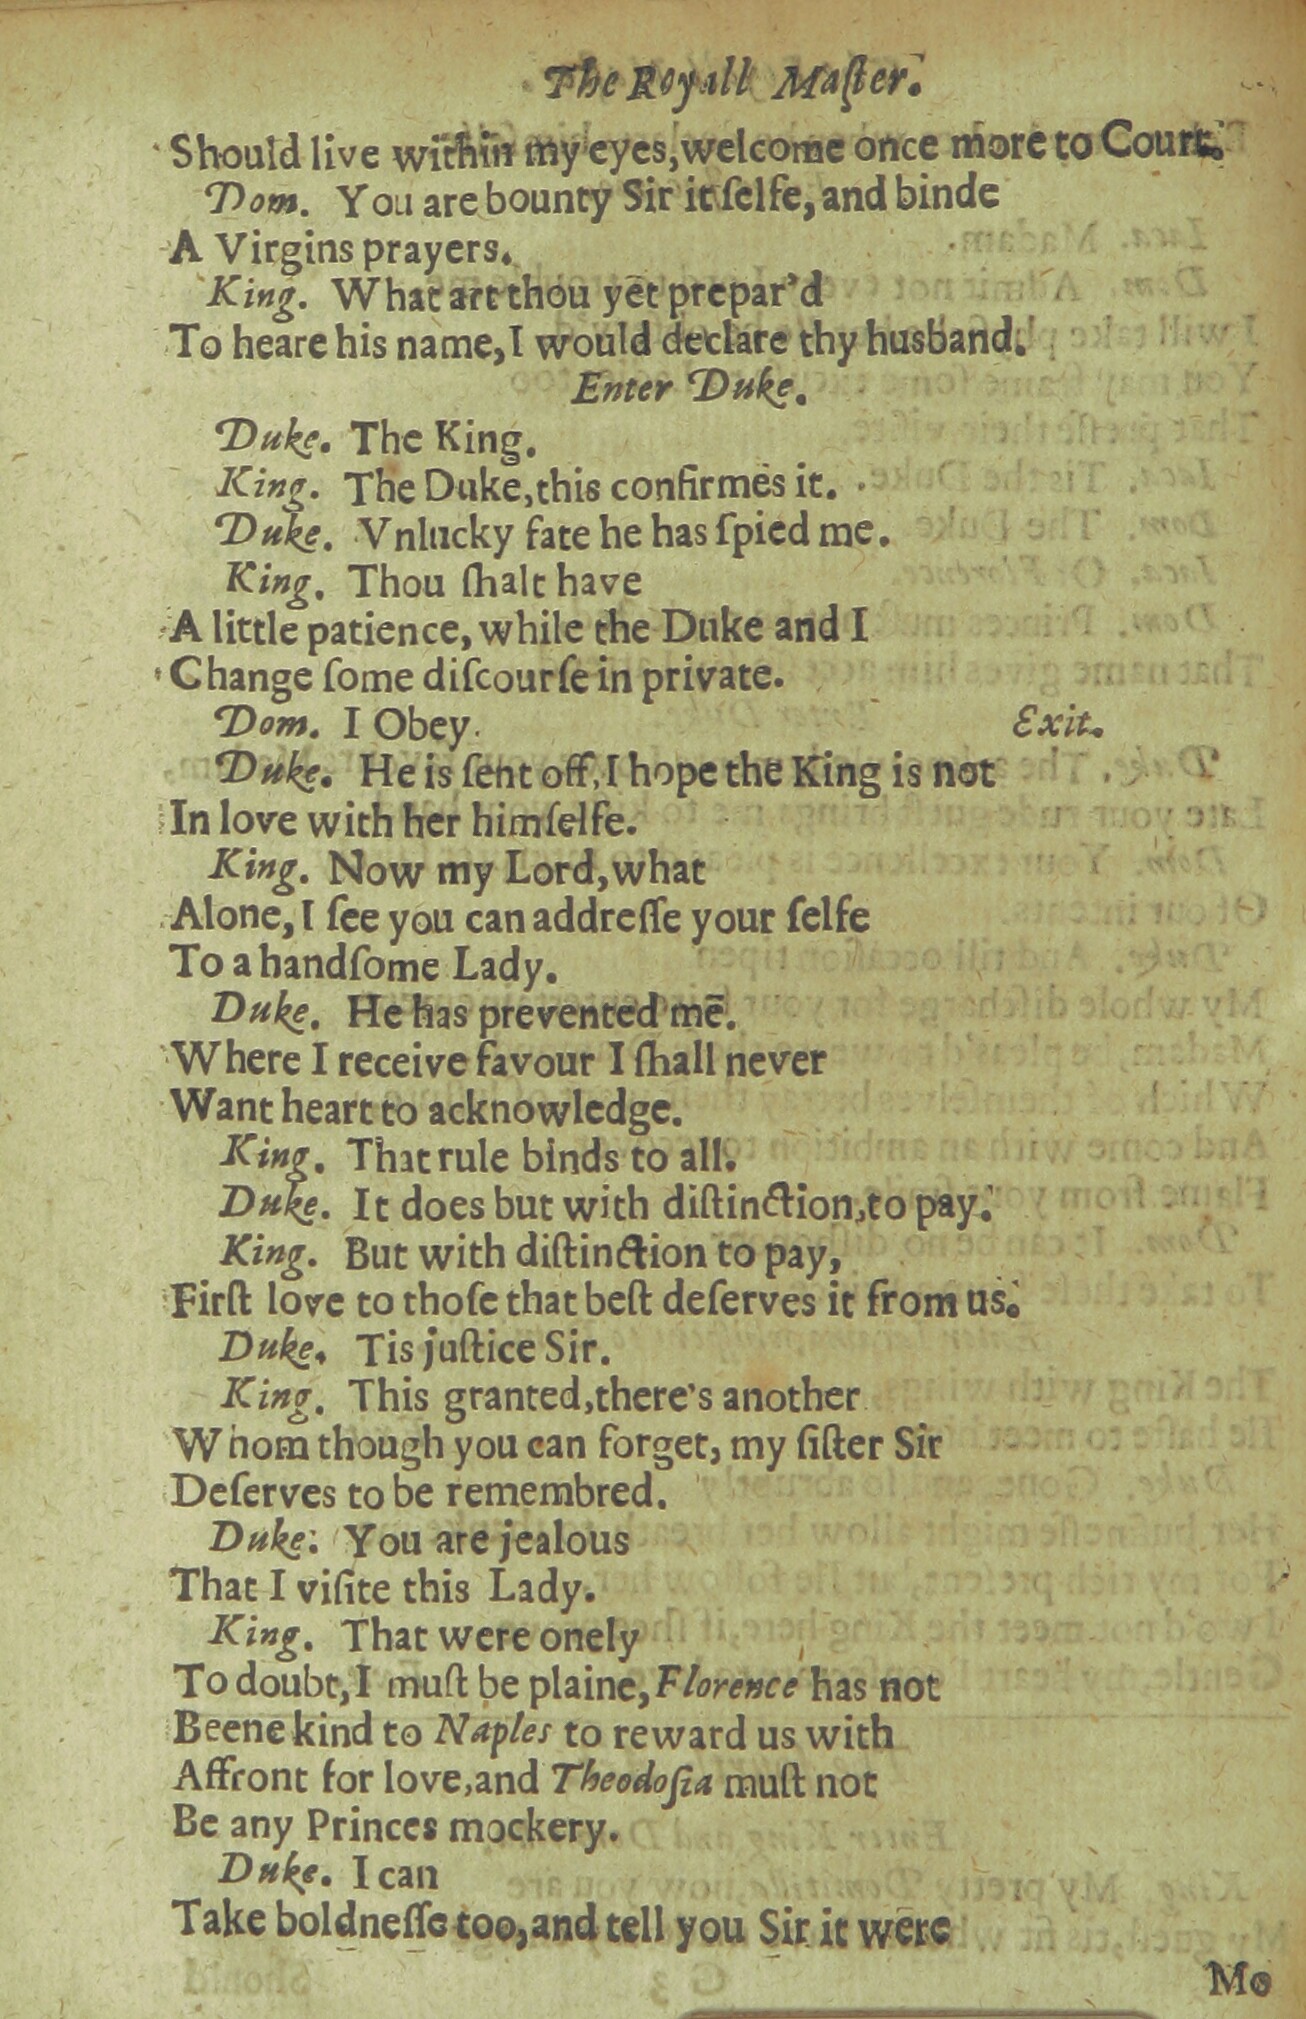 The Royall Maſter.
Should live within my eyes, welcome once more to Court.
Dom. You are bounty Sir it ſelfe, and binde
A Virgins prayers.
King. What art thou yet prepar'd
To heare his name, I would declare thy husband.
Enter Duke.
Duke. The King.
King. The Duke, this confirmes it.
Duke. Vnlucky fate he has ſpied me.
King. Thou ſhalt have
A little patience, while the Duke and I
Change ſome diſcourſe in private.
Dom. I Obey. Exit.
Duke. He is ſent off, I hope the King is not
In love with her himſelfe.
King. Now my Lord, what
Alone, I ſee you can addreſſe your ſelfe
To a handſome Lady.
Duke. He has prevented me.
Where I receive favour I ſhall never
Want heart to acknowledge.
King. That rule binds to all.
Duke. It does but with diſtinction, to pay.
King. But with diſtinction to pay,
Firſt love to thoſe that beſt deſerves it from us.
Duke. Tis juſtice Sir.
King. This granted, there's another
Whom though you can forget, my ſiſter Sir
Deſerves to be remembred.
Duke. You are jealous
That I viſite this Lady.
King. That were onely
To doubt, I muſt be plaine, Florence has not
Beene kind to Naples to reward us with
Affront for love, and Theodoſia muſt not
Be any Princes mockery.
Duke. I can
Take boldneſſe too, and tell you Sir it were
Mo